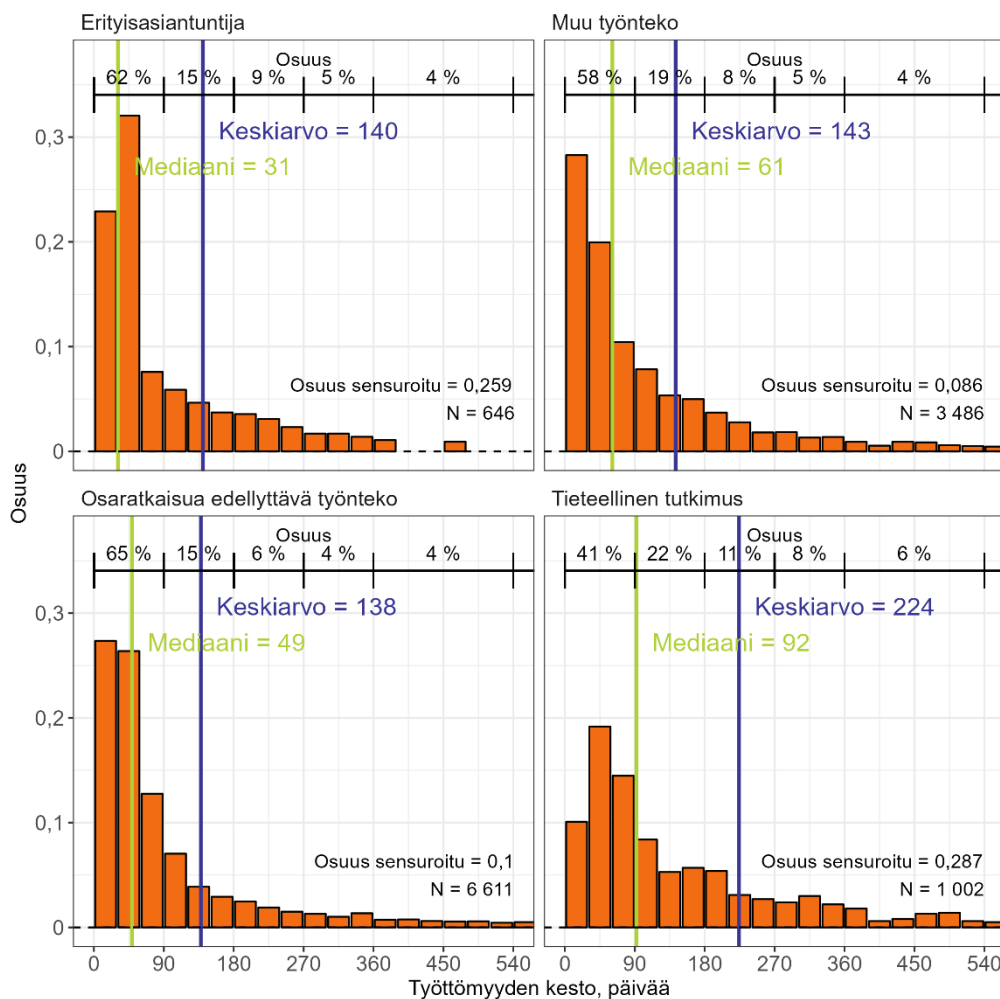 Erityisasiantuntija
Osuus
62 % 15 % 9 % 5 % 4 %
Keskiarvo = 140
Mediaani = 31
Osuus sensuroitu = 0,259
N = 646
0,3
0,2
0,1
0
Muu työnteko
Osuus
58 % 19 % 8 % 5 % 4 %
Keskiarvo = 143
Mediaani = 61
Osuus sensuroitu = 0,086
N = 3 486
Osuus
Osaratkaisua edellyttävä työnteko
Osuus
65 % 15 % 6 % 4 % 4 %
Keskiarvo = 138
Mediaani = 49
Osuus sensuroitu = 0,1
N = 6 611
0,3
0,2
0,1
0
0 90 180 270 360 450 540
Tieteellinen tutkimus
Osuus
41 % 22 % 11 % 8 % 6 %
Keskiarvo = 224
Mediaani = 92
Osuus sensuroitu = 0,287
N = 1 002
0 90 180 270 360 450 540
Työttömyyden kesto, päivää